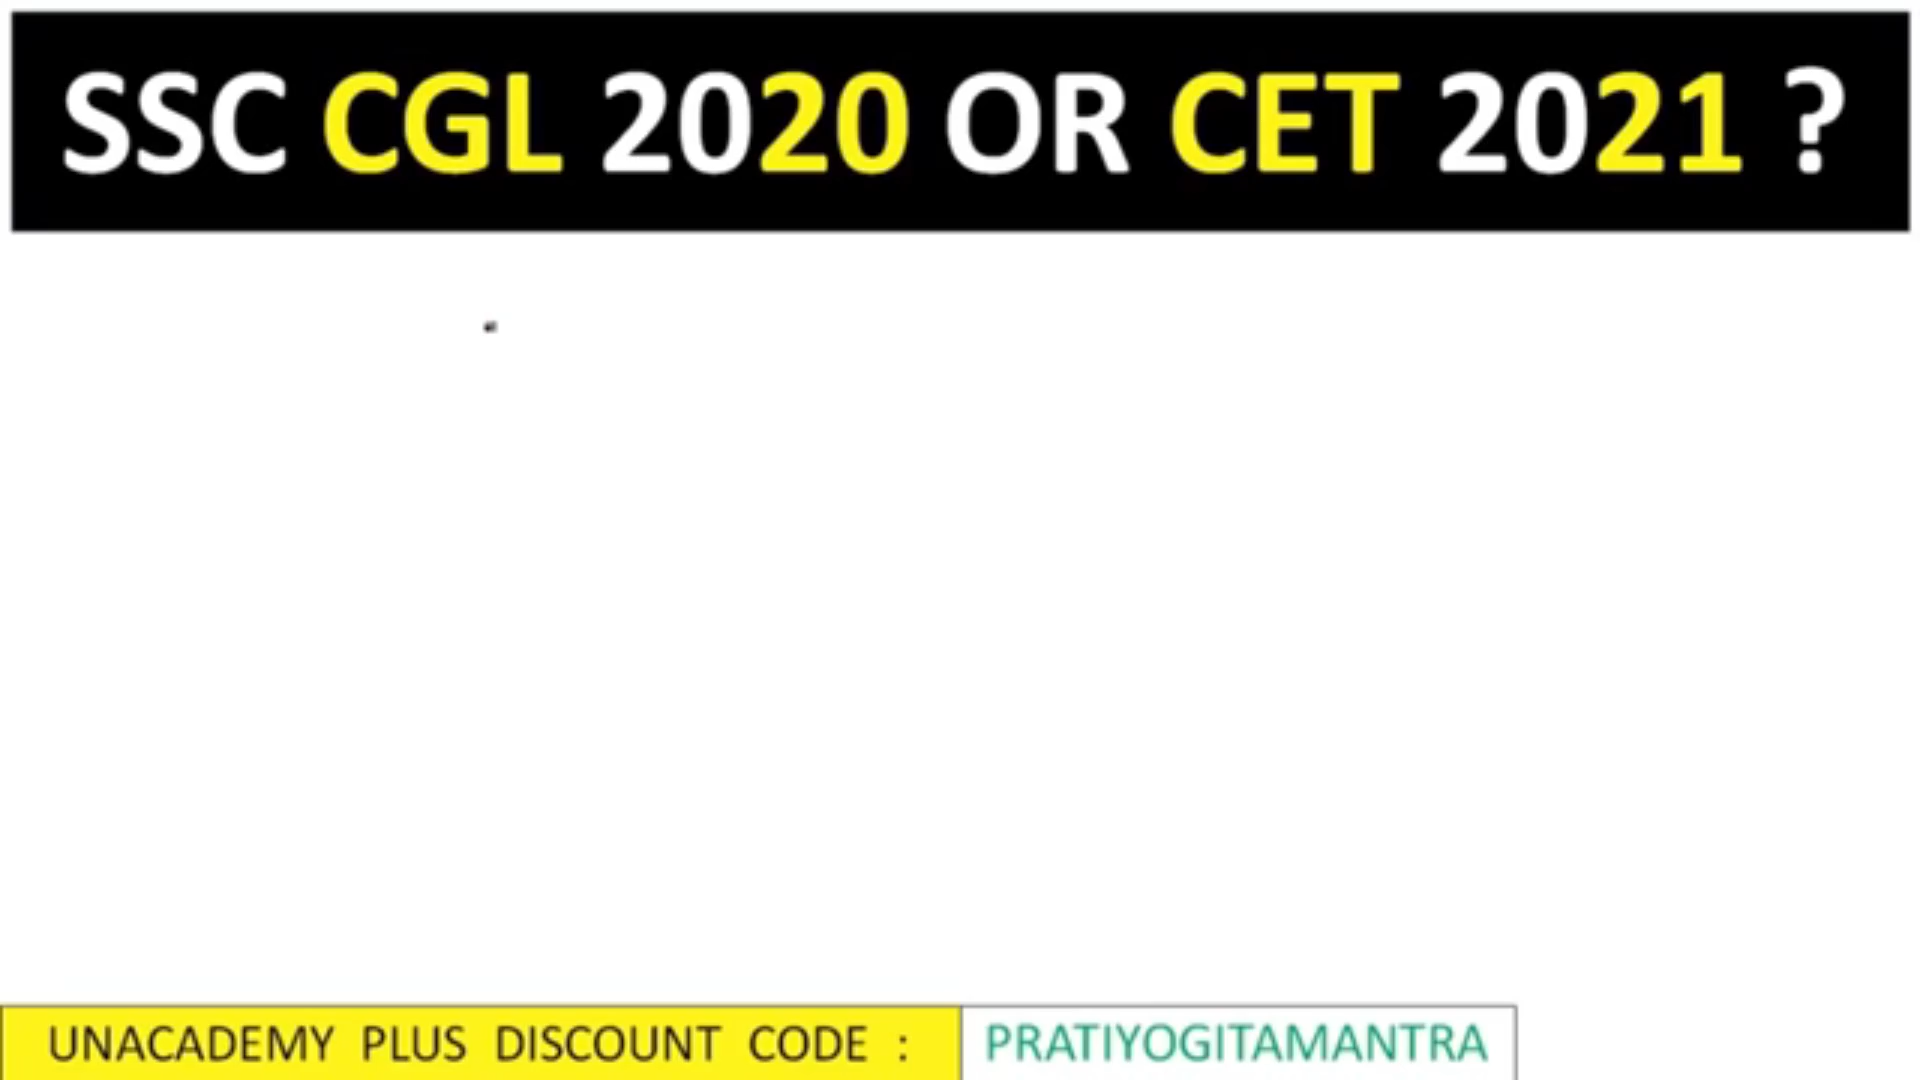 SSC CGL 2020 OR CET 2021 ?
UNACADEMY PLUS DISCOUNT CODE : PRATIYOGITAMANTRA